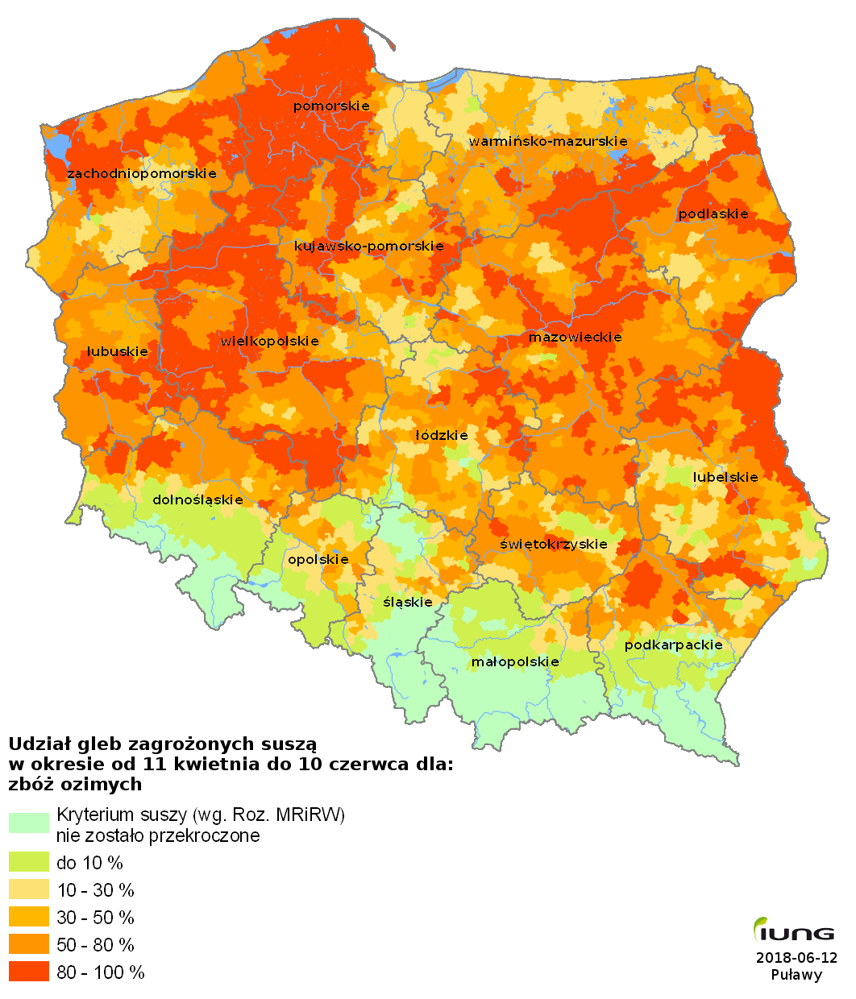 pomorskie
warmińsko-mazurskie
zachodniopomorskie
podlaskie
kujawsko-pomorskie
mazowieckie
wielkopolskie
lubuskie
łódzkie
lubelskie
dolnośląskie
świętokrzyskie
opolskie
śląskie
podkarpackie
małopolskie
Udział gleb zagrożonych suszą
w okresie od 11 kwietnia do 10 czerwca dla:
zbóż ozimych
Kryterium suszy (wg. Roz. MRiRW)
nie zostało przekroczone
do 10 %
10 - 30 %
30 - 50 %
50 - 80 %
80 - 100 %
IUNG
2018-06-12
Puławy